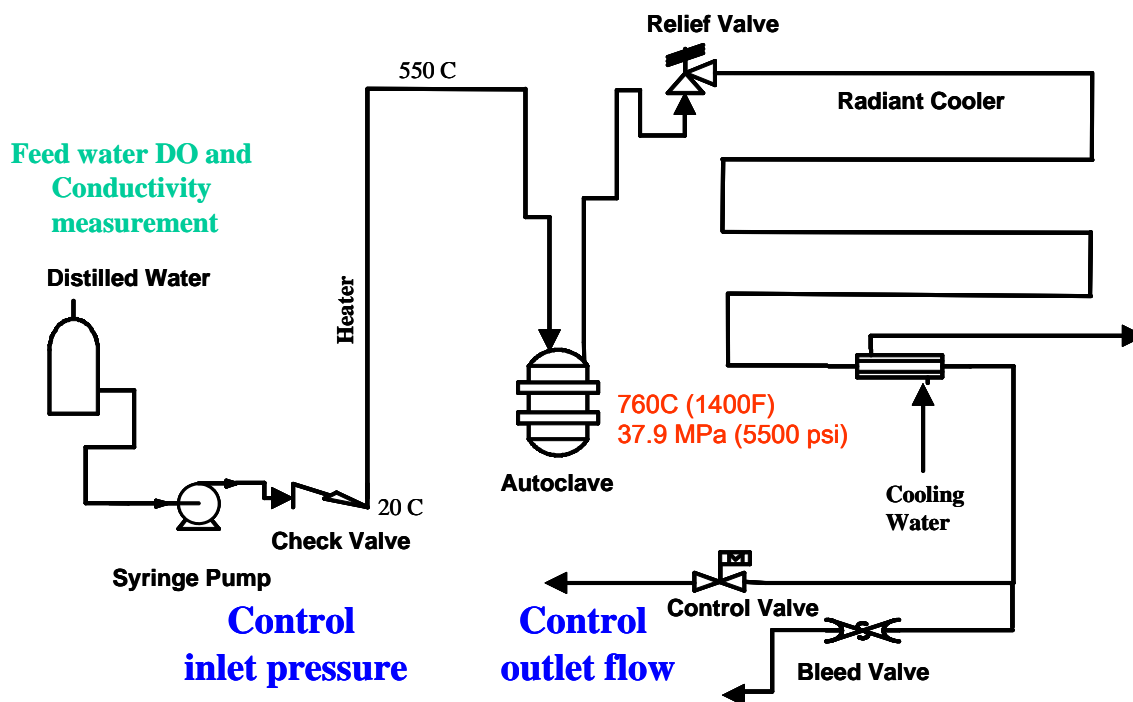 Relief Valve
550 C
Radiant Cooler
Feed water DO and
Conductivity
measurement
Distilled Water
Heater
760C (1400F)
37.9 MPa (5500 psi)
Autoclave
Cooling
Water
20 C
Check Valve
Syringe Pump
Control
inlet pressure
Control
outlet flow
M
Control Valve
S
Bleed Valve